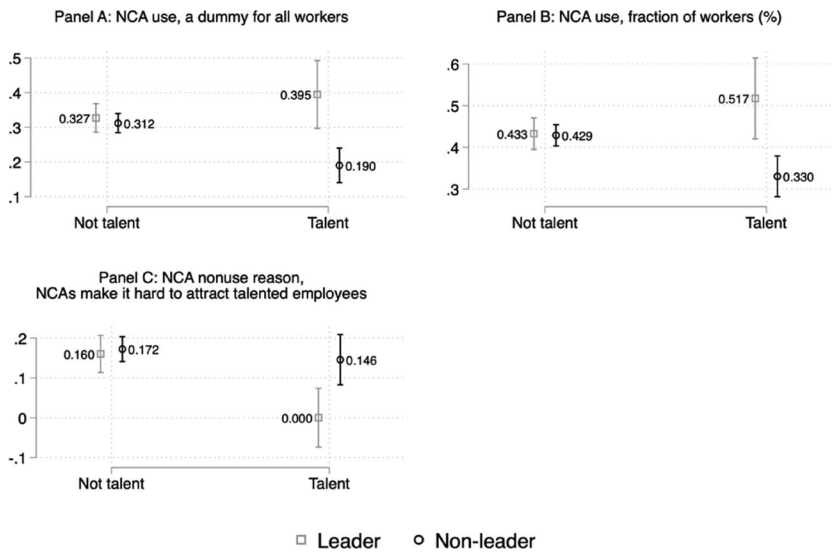 Panel A: NCA use, a dummy for all workers
.5
.4
.3
.2
.1
0.327
0.312
0.395
0.190
Not talent
Talent
Panel B: NCA use, fraction of workers (%)
.6
.5
.4
.3
0.433
0.429
0.517
0.330
Not talent
Talent
Panel C: NCA nonuse reason,
NCAs make it hard to attract talented employees
.2
.1
0
-.1
0.160
0.172
0.000
0.146
Not talent
Talent
Leader
Non-leader